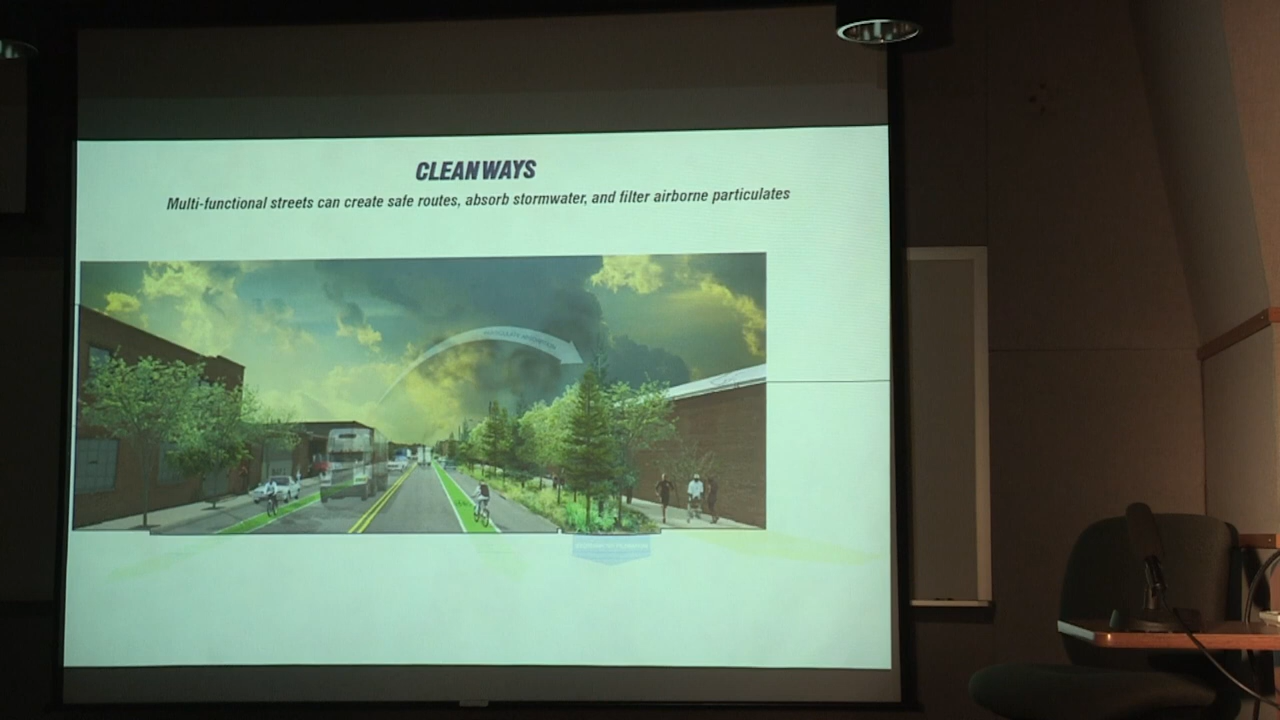 CLEANWAYS
Multi-functional streets can create safe routes, absorb stormwater, and filter airborne particulates